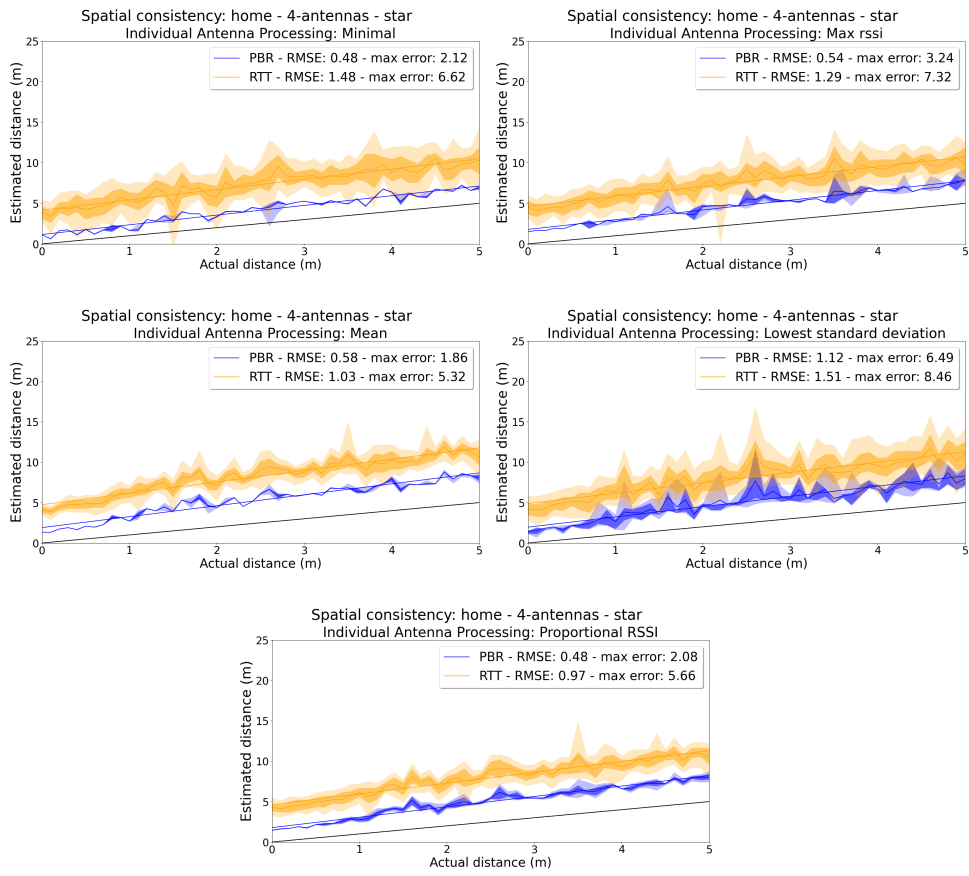 Spatial consistency: home - 4-antennas - star
Individual Antenna Processing: Minimal
PBR - RMSE: 0.48 - max error: 2.12
RTT - RMSE: 1.48 - max error: 6.62
Estimated distance (m)
25
20
15
10
5
0
0 1 2 3 4 5
Actual distance (m)
Spatial consistency: home - 4-antennas - star
Individual Antenna Processing: Max rssi
PBR - RMSE: 0.54 - max error: 3.24
RTT - RMSE: 1.29 - max error: 7.32
Estimated distance (m)
25
20
15
10
5
0
0 1 2 3 4 5
Actual distance (m)
Spatial consistency: home - 4-antennas - star
Individual Antenna Processing: Mean
PBR - RMSE: 0.58 - max error: 1.86
RTT - RMSE: 1.03 - max error: 5.32
Estimated distance (m)
25
20
15
10
5
0
0 1 2 3 4 5
Actual distance (m)
Spatial consistency: home - 4-antennas - star
Individual Antenna Processing: Lowest standard deviation
PBR - RMSE: 1.12 - max error: 6.49
RTT - RMSE: 1.51 - max error: 8.46
Estimated distance (m)
25
20
15
10
5
0
0 1 2 3 4 5
Actual distance (m)
Spatial consistency: home - 4-antennas - star
Individual Antenna Processing: Proportional RSSI
PBR - RMSE: 0.48 - max error: 2.08
RTT - RMSE: 0.97 - max error: 5.66
Estimated distance (m)
25
20
15
10
5
0
0 1 2 3 4 5
Actual distance (m)